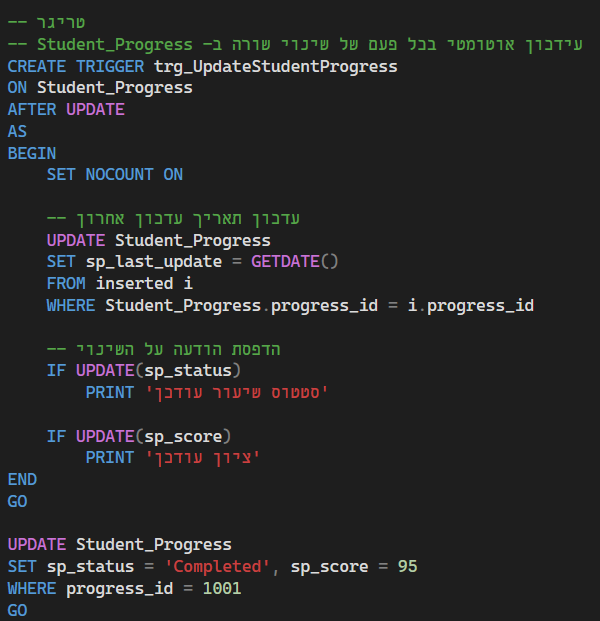 -- טריגר
-- עידכון אוטומטי בכל פעם של שינוי שורה ב- Student_Progress
CREATE TRIGGER trg_UpdateStudentProgress
ON Student_Progress
AFTER UPDATE
AS
BEGIN
    SET NOCOUNT ON

    -- עדכון תאריך עדכון אחרון
    UPDATE Student_Progress
    SET sp_last_update = GETDATE()
    FROM inserted i
    WHERE Student_Progress.progress_id = i.progress_id

    -- הדפסת הודעה על השינוי
    IF UPDATE(sp_status)
        PRINT 'סטטוס שיעור עודכן'

    IF UPDATE(sp_score)
        PRINT 'ציון עודכן'
END
GO

UPDATE Student_Progress
SET sp_status = 'Completed', sp_score = 95
WHERE progress_id = 1001
GO